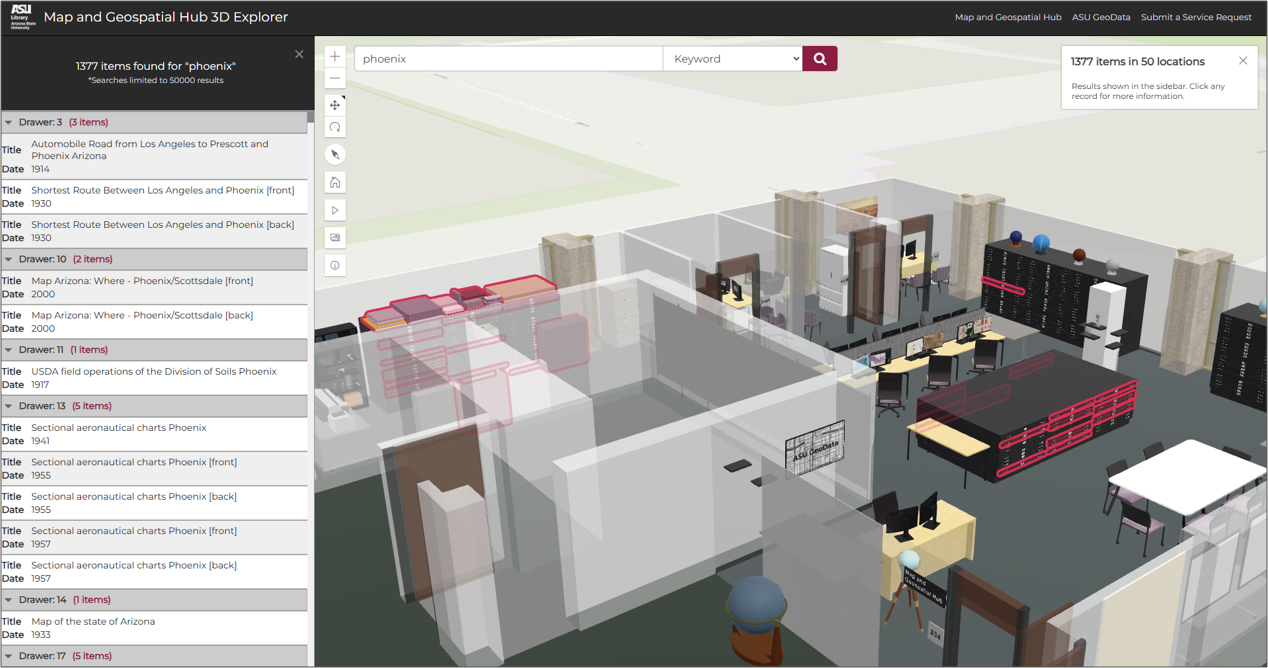 ASU
Library
Arizona State
University
Map and Geospatial Hub 3D Explorer
Map and Geospatial Hub
ASU GeoData
Submit a Service Request
1377 items found for "phoenix"
*Searches limited to 50000 results
Drawer: 3 (3 items)
Title Automobile Road from Los Angeles to Prescott and
Phoenix Arizona
Date 1914
Title Shortest Route Between Los Angeles and Phoenix [front]
Date 1930
Title Shortest Route Between Los Angeles and Phoenix [back]
Date 1930
Drawer: 10 (2 items)
Title Map Arizona: Where - Phoenix/Scottsdale [front]
Date 2000
Title Map Arizona: Where - Phoenix/Scottsdale [back]
Date 2000
Drawer: 11 (1 items)
Title USDA field operations of the Division of Soils Phoenix
Date 1917
Drawer: 13 (5 items)
Title Sectional aeronautical charts Phoenix
Date 1941
Title Sectional aeronautical charts Phoenix [front]
Date 1955
Title Sectional aeronautical charts Phoenix [back]
Date 1955
Title Sectional aeronautical charts Phoenix [front]
Date 1957
Title Sectional aeronautical charts Phoenix [back]
Date 1957
Drawer: 14 (1 items)
Title Map of the state of Arizona
Date 1933
Drawer: 17 (5 items)
phoenix
Keyword
1377 items in 50 locations
Results shown in the sidebar. Click any
record for more information.
ASU GeoData
Map and
Geospatial Hub
334